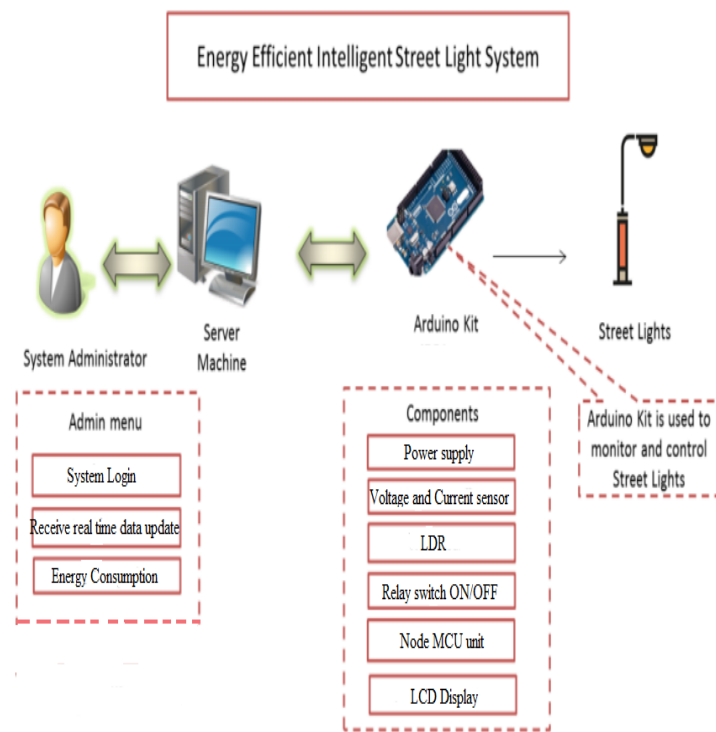 Energy Efficient Intelligent Street Light System
System Administrator
Server
Machine
Arduino Kit
Street Lights
Admin menu
System Login
Receive real time data update
Energy Consumption
Components
Power supply
Voltage and Current sensor
LDR
Relay switch ON/OFF
Node MCU unit
LCD Display
Arduino Kit is used to
monitor and control
Street Lights